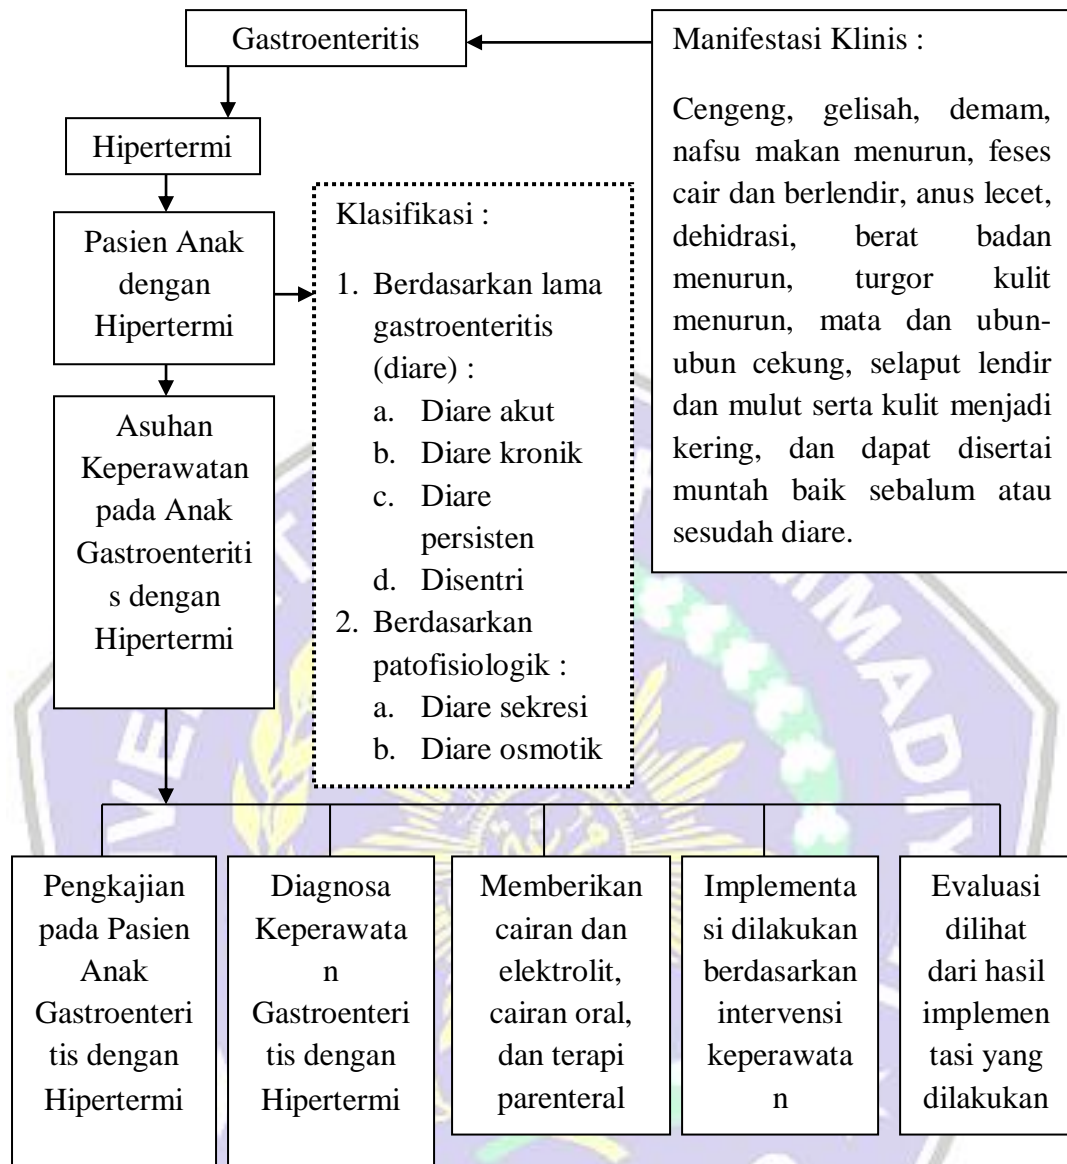 Gastroenteritis
Manifestasi Klinis :
Cengeng, gelisah, demam,
nafsu makan menurun, feses
cair dan berlendir, anus lecet,
dehidrasi, berat badan
menurun, turgor kulit
menurun, mata dan ubun-
ubun cekung, selaput lendir
dan mulut serta kulit menjadi
kering, dan dapat disertai
muntah baik sebalum atau
sesudah diare.
Hipertermi
Pasien Anak
dengan
Hipertermi
Klasifikasi :
1. Berdasarkan lama
gastroenteritis
(diare) :
a. Diare akut
b. Diare kronik
c. Diare
persisten
d. Disentri
2. Berdasarkan
patofisiologik :
a. Diare sekresi
b. Diare osmotik
Asuhan
Keperawatan
pada Anak
Gastroenteriti
s dengan
Hipertermi
Pengkajian
pada Pasien
Anak
Gastroenteri
tis dengan
Hipertermi
Diagnosa
Keperawata
n
Gastroenteri
tis dengan
Hipertermi
Memberikan
cairan dan
elektrolit,
cairan oral,
dan terapi
parenteral
Implementa
si dilakukan
berdasarkan
intervensi
keperawata
n
Evaluasi
dilihat
dari hasil
implemen
tasi yang
dilakukan